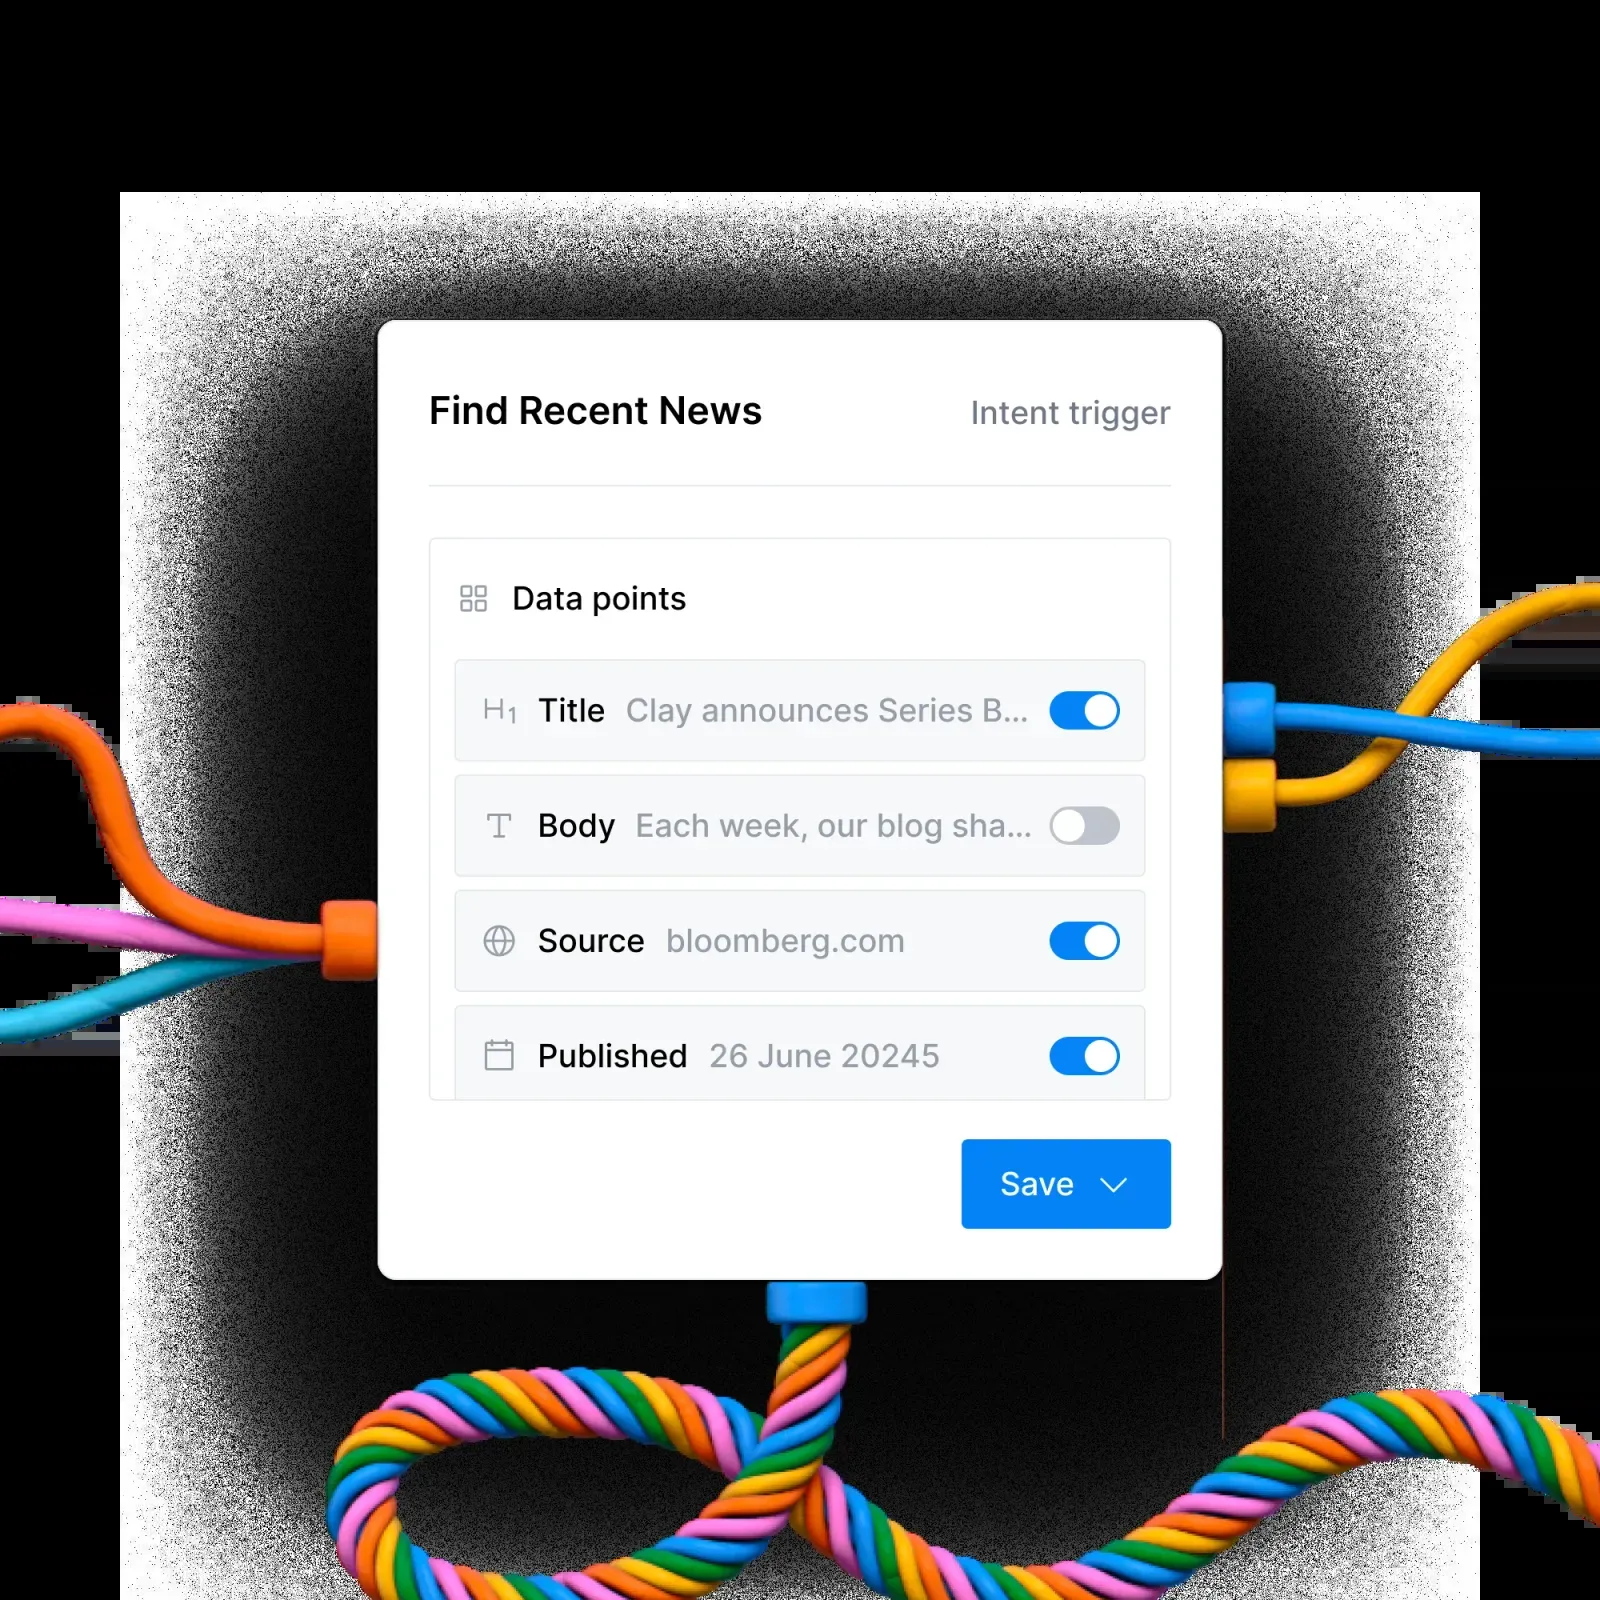 Find Recent News
Intent trigger
Data points
H1 Title Clay announces Series B...
T Body Each week, our blog sha...
Source bloomberg.com
Published 26 June 20245
Save